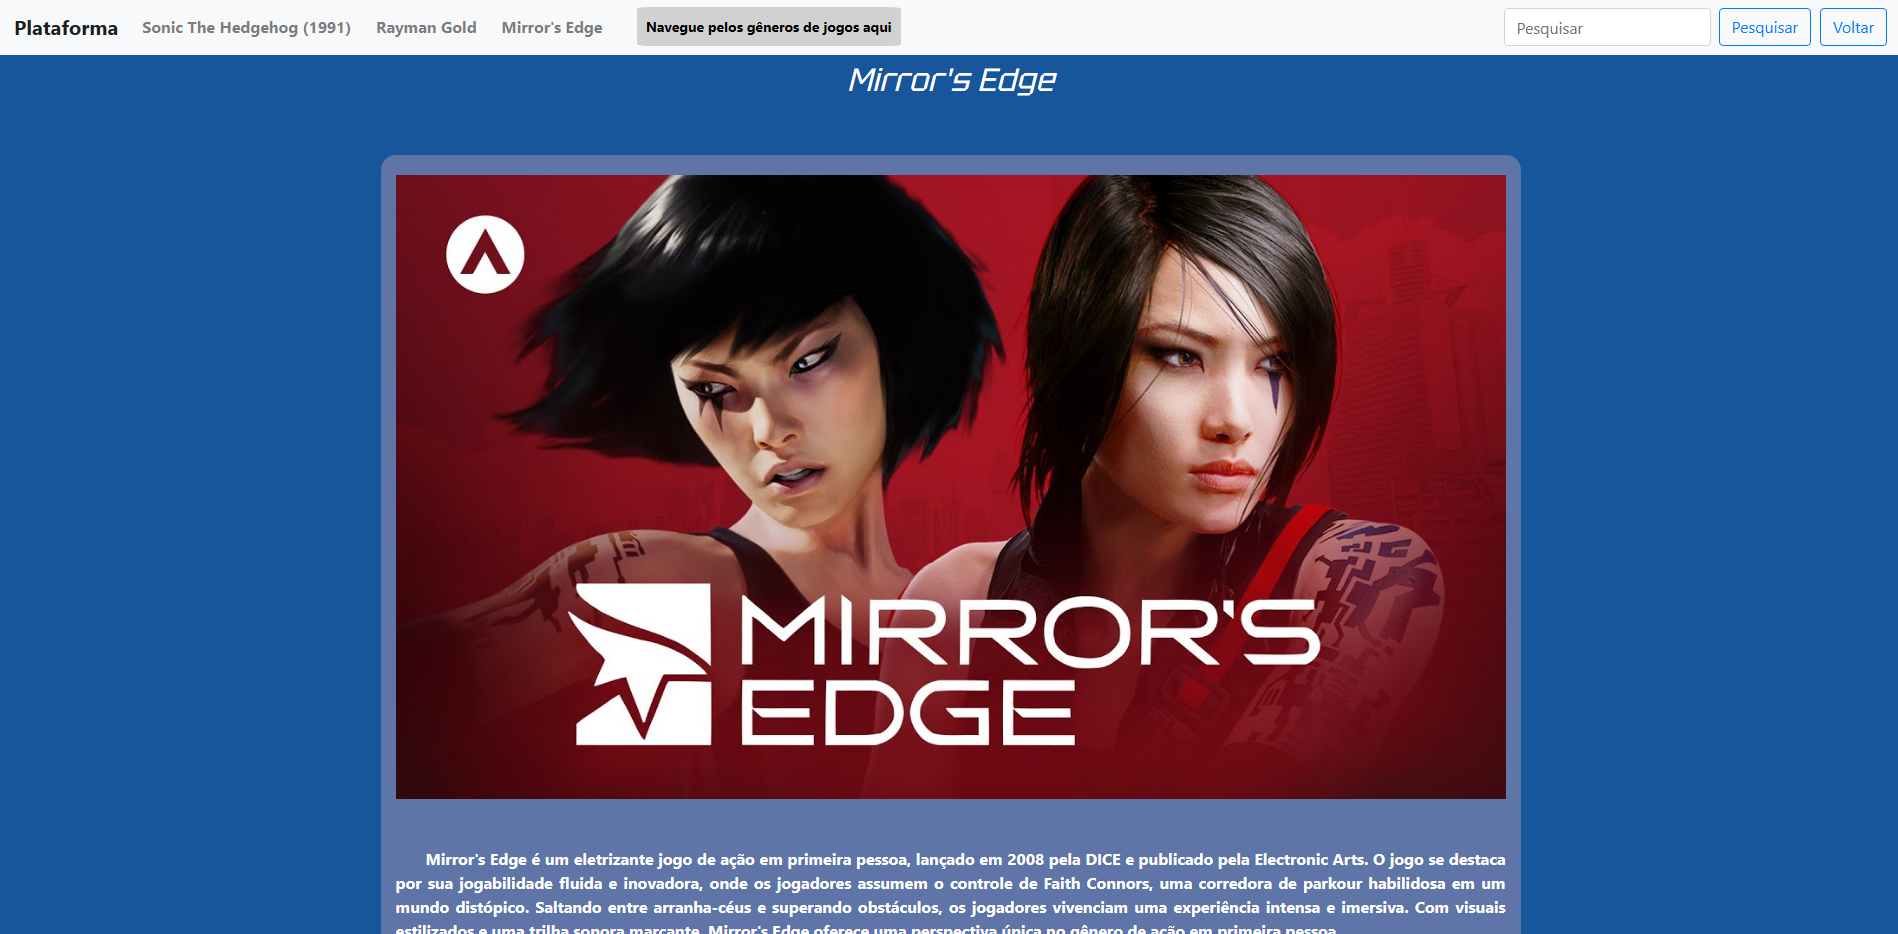 Plataforma Sonic The Hedgehog (1991) Rayman Gold Mirror's Edge Navegue pelos gêneros de jogos aqui Pesquisar Pesquisar Voltar
Mirror's Edge
MIRROR'S
EDGE
Mirror's Edge é um eletrizante jogo de ação em primeira pessoa, lançado em 2008 pela DICE e publicado pela Electronic Arts. O jogo se destaca
por sua jogabilidade fluida e inovadora, onde os jogadores assumem o controle de Faith Connors, uma corredora de parkour habilidosa em um
mundo distópico. Saltando entre arranha-céus e superando obstáculos, os jogadores vivenciam uma experiência intensa e imersiva. Com visuais
estilizados e uma trilha sonora marcante, Mirror's Edge oferece uma perspectiva única no gênero de ação em primeira pessoa.